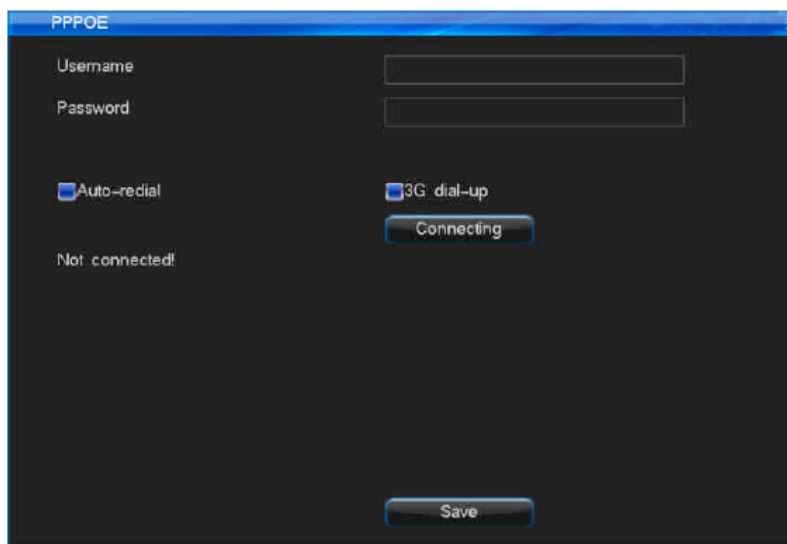 PPPOE
Username
Password
Auto-redial 3G dial-up
Connecting
Not connected!
Save